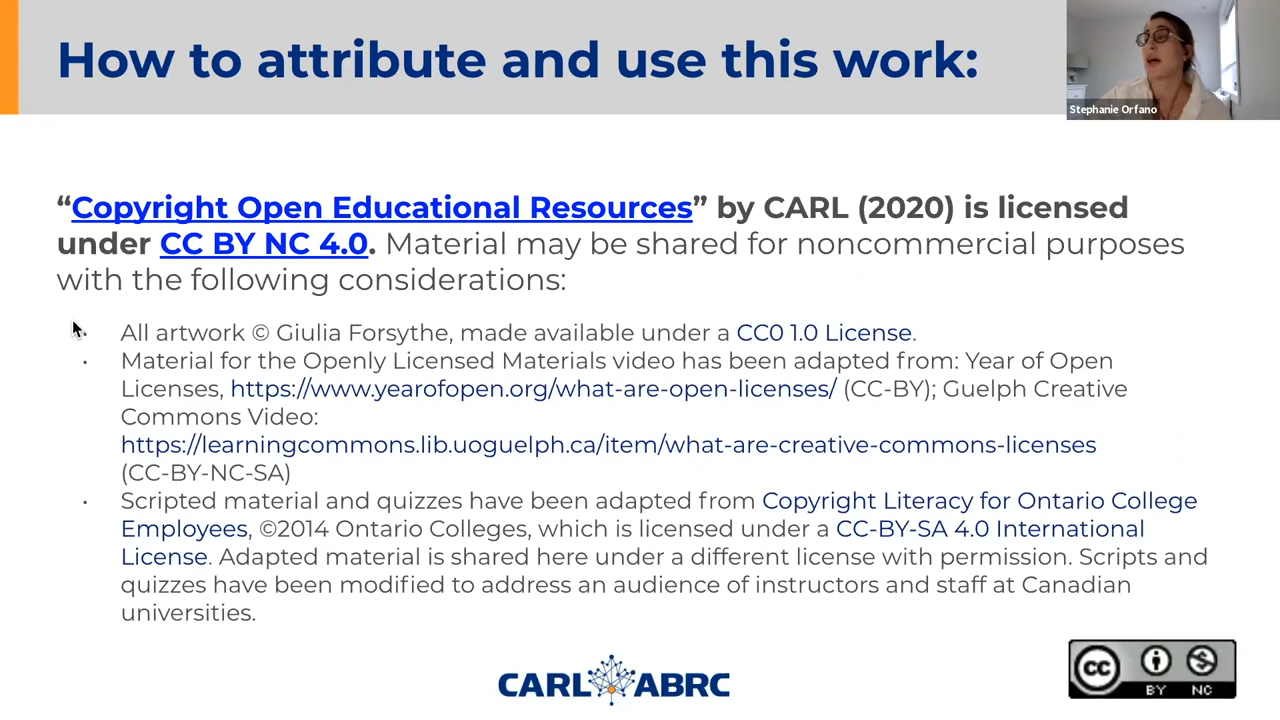 How to attribute and use this work:
Stephanie Orfano
“Copyright Open Educational Resources” by CARL (2020) is licensed
under CC BY NC 4.0. Material may be shared for noncommercial purposes
with the following considerations:
• All artwork © Giulia Forsythe, made available under a CC0 1.0 License.
• Material for the Openly Licensed Materials video has been adapted from: Year of Open
Licenses, https://www.yearofopen.org/what-are-open-licenses/ (CC-BY); Guelph Creative
Commons Video:
https://learningcommons.lib.uoguelph.ca/item/what-are-creative-commons-licenses
(CC-BY-NC-SA)
• Scripted material and quizzes have been adapted from Copyright Literacy for Ontario College
Employees, ©2014 Ontario Colleges, which is licensed under a CC-BY-SA 4.0 International
License. Adapted material is shared here under a different license with permission. Scripts and
quizzes have been modified to address an audience of instructors and staff at Canadian
universities.
CARL ABRC
cc
BY NC